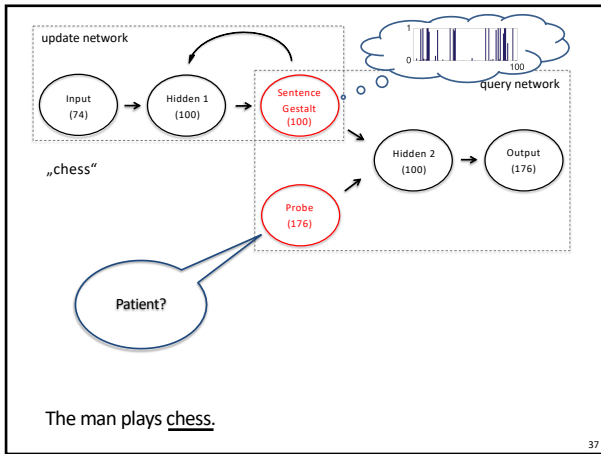 update network
1
0
100
query network
Input
(74)
Hidden 1
(100)
Sentence
Gestalt
(100)
Hidden 2
(100)
Output
(176)
„chess“
Probe
(176)
Patient?
The man plays chess.
37